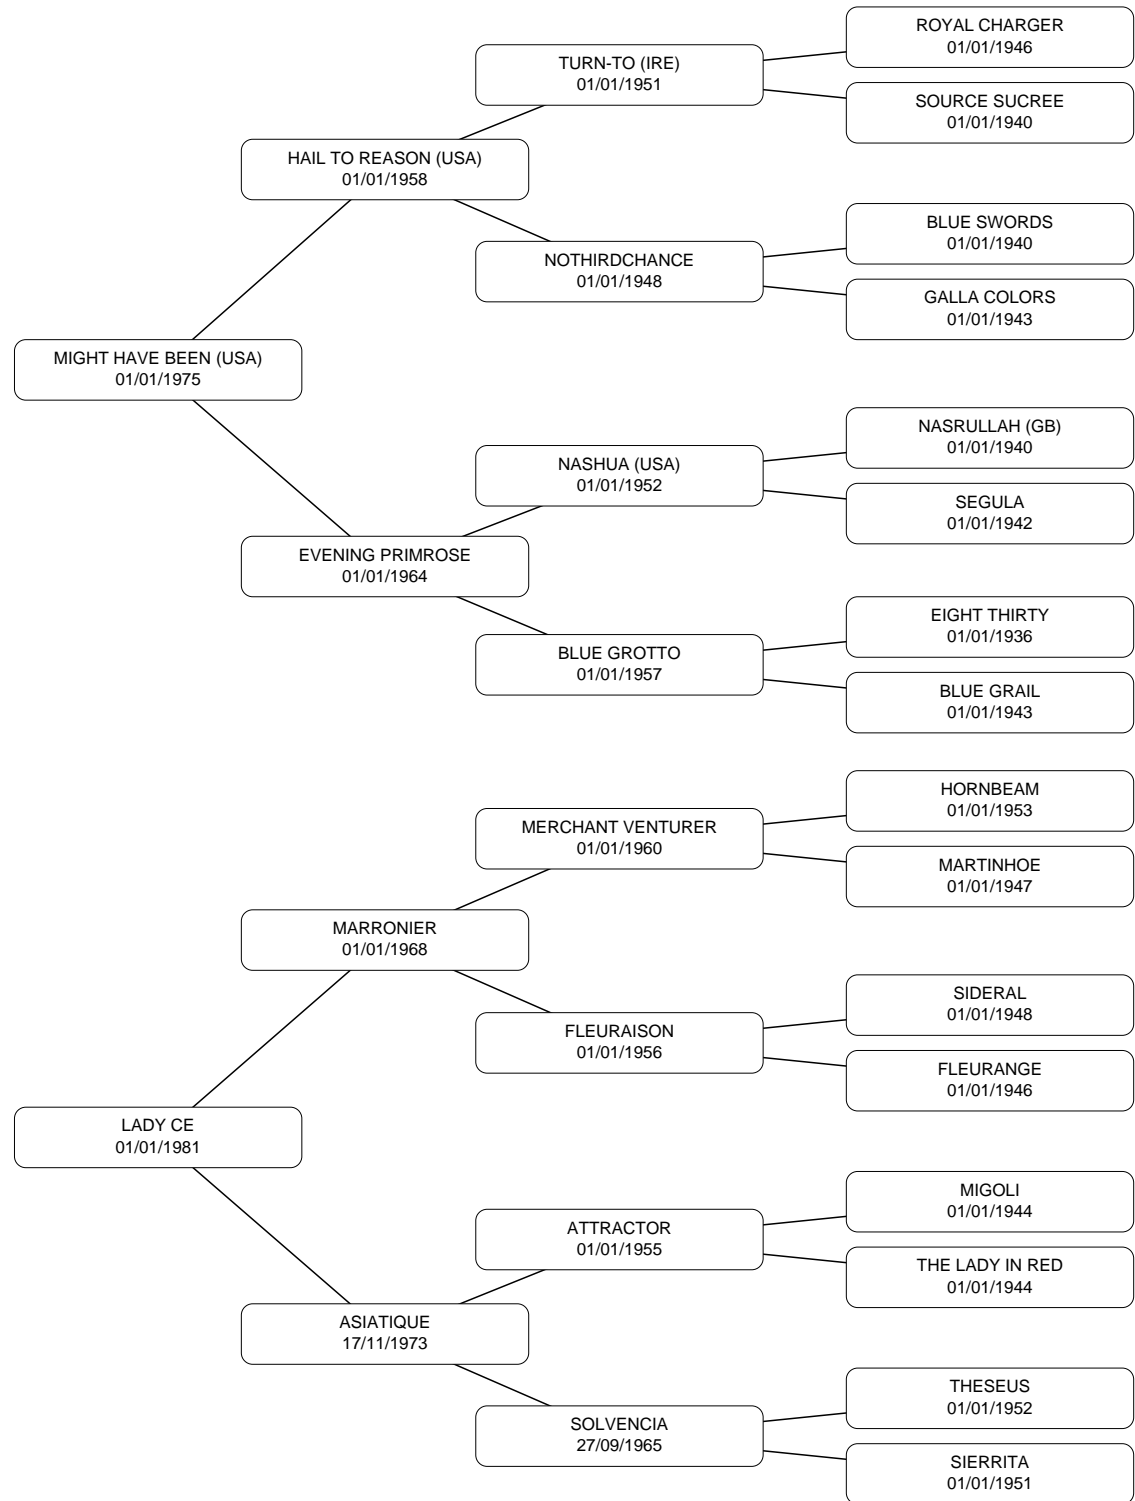 ROYAL CHARGER
01/01/1946
TURN-TO (IRE)
01/01/1951
SOURCE SUCREE
01/01/1940
HAIL TO REASON (USA)
01/01/1958
BLUE SWORDS
01/01/1940
NOTHIRDCHANCE
01/01/1948
GALLA COLORS
01/01/1943
MIGHT HAVE BEEN (USA)
01/01/1975
NASRULLAH (GB)
01/01/1940
NASHUA (USA)
01/01/1952
SEGULA
01/01/1942
EVENING PRIMROSE
01/01/1964
EIGHT THIRTY
01/01/1936
BLUE GROTTO
01/01/1957
BLUE GRAIL
01/01/1943
HORNBEAM
01/01/1953
MERCHANT VENTURER
01/01/1960
MARTINHOE
01/01/1947
MARRONIER
01/01/1968
SIDERAL
01/01/1948
FLEURAISON
01/01/1956
FLEURANGE
01/01/1946
LADY CE
01/01/1981
MIGOLI
01/01/1944
ATTRACTOR
01/01/1955
THE LADY IN RED
01/01/1944
ASIATIQUE
17/11/1973
THESEUS
01/01/1952
SOLVENCIA
27/09/1965
SIERRITA
01/01/1951